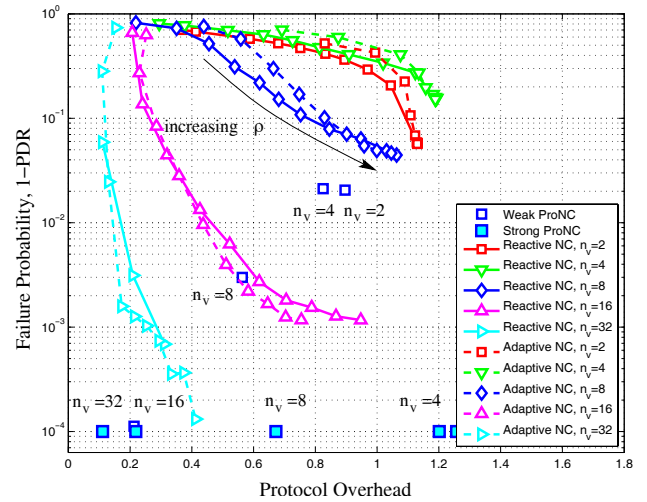 10^0
10^-1
10^-2
10^-3
10^-4
Failure Probability, 1−PDR
increasing ρ
n_v=4 n_v=2
n_v=8
n_v=32 n_v=16 n_v=8 n_v=4
Weak ProNC
Strong ProNC
Reactive NC, n_v=2
Reactive NC, n_v=4
Reactive NC, n_v=8
Reactive NC, n_v=16
Reactive NC, n_v=32
Adaptive NC, n_v=2
Adaptive NC, n_v=4
Adaptive NC, n_v=8
Adaptive NC, n_v=16
Adaptive NC, n_v=32
0 0.2 0.4 0.6 0.8 1 1.2 1.4 1.6 1.8
Protocol Overhead